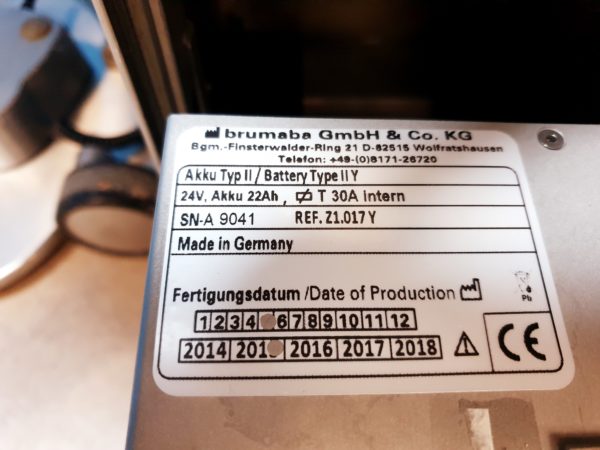 brumaba GmbH & Co. KG
Bgm.-Finsterwalder-Ring 21 D-82515 Wolfratshausen
Telefon: +49-(0)8171-26720
Akku Typ II / Battery Type II Y
24V, Akku 22Ah , T 30A intern
SN-A 9041 REF. Z1.017 Y
Made in Germany
Fertigungsdatum /Date of Production
Pb
1 2 3 4 6 7 8 9 10 11 12
2014 201 2016 2017 2018
CE